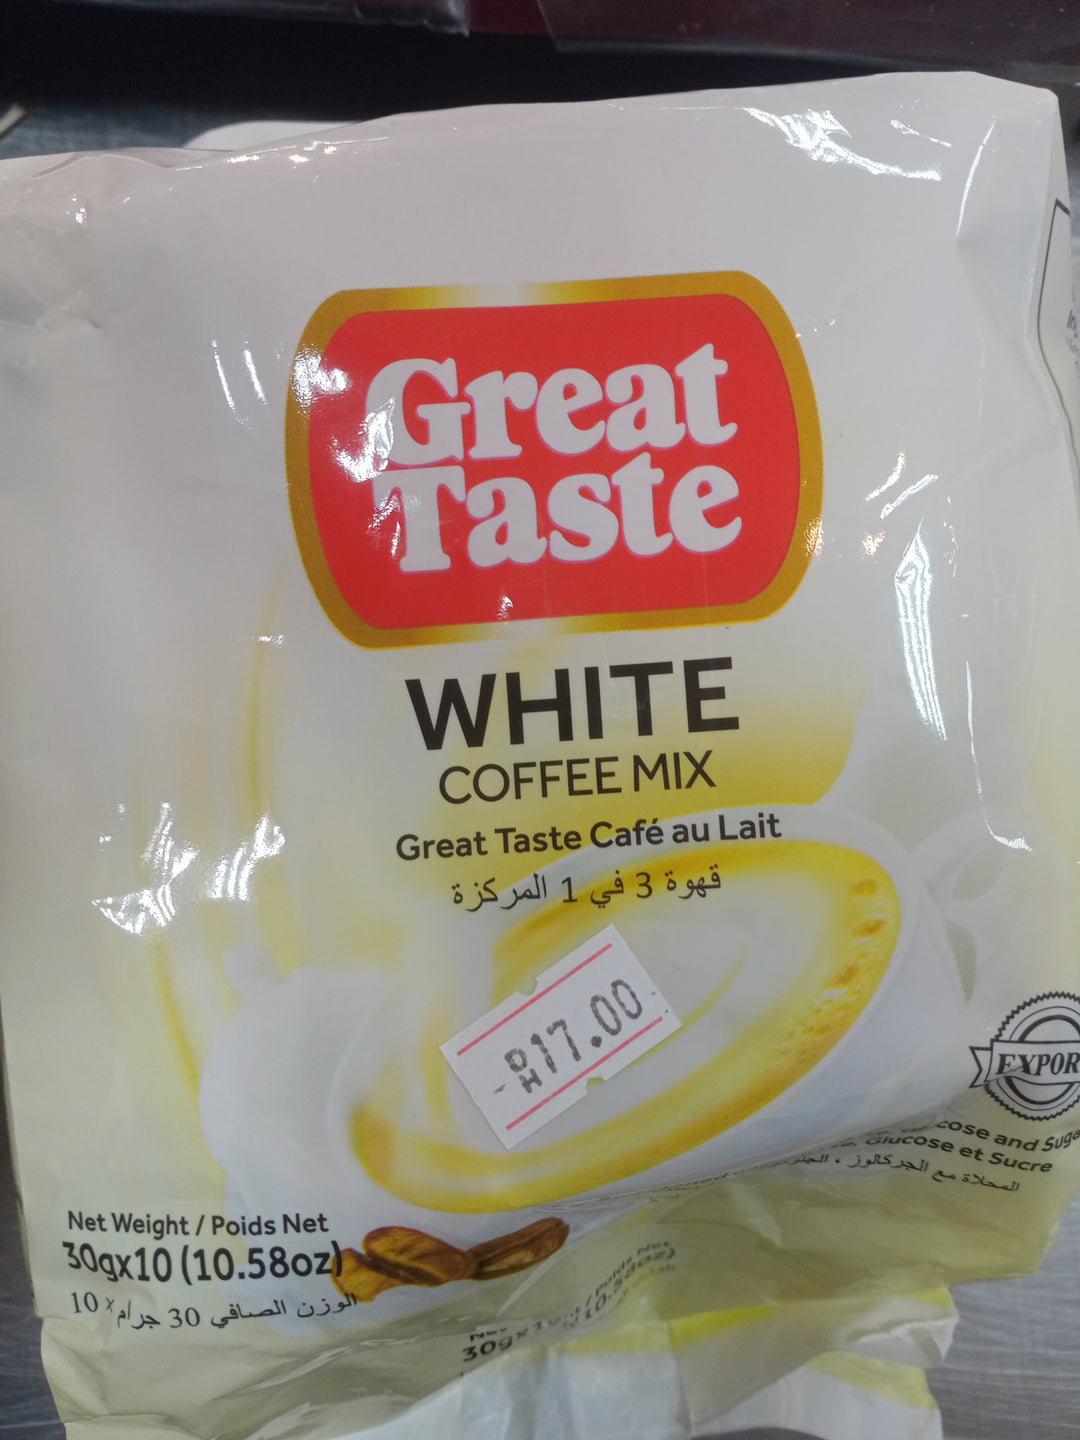 Great
Taste
WHITE
COFFEE MIX
Great Taste Café au Lait
قهوة 3 في 1 المركزة
17.00
EXPOR
and Suga
Glucose et Sucre
المحلاة مع الجركالوز ،
Net Weight / Poids Net
30gx10 (10.58oz)
الوزن الصافي 30 جرام x 10